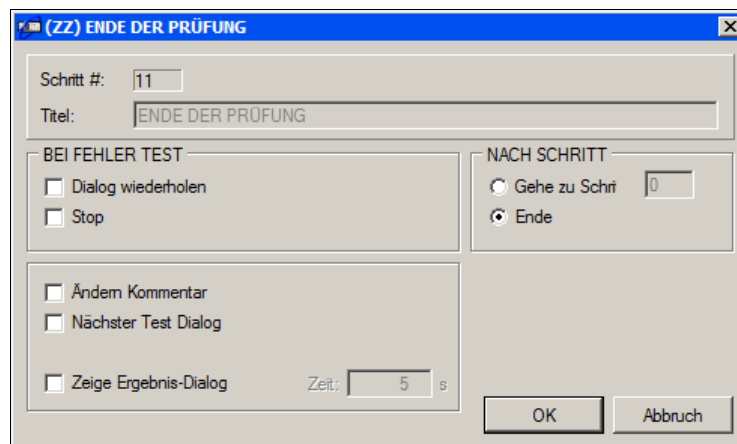 (ZZ) ENDE DER PRÜFUNG
Schritt #: 11
Titel: ENDE DER PRÜFUNG
BEI FEHLER TEST
Dialog wiederholen
Stop
NACH SCHRITT
Gehe zu Schri 0
Ende
Ändern Kommentar
Nächster Test Dialog
Zeige Ergebnis-Dialog Zeit: 5 s
OK Abbruch